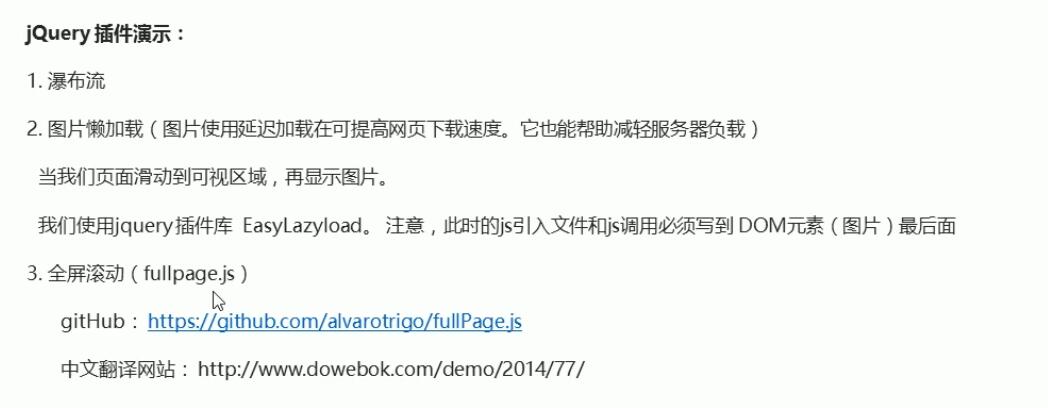 jQuery 插件演示：
1. 瀑布流
2. 图片懒加载（图片使用延迟加载在可提高网页下载速度。它也能帮助减轻服务器负载）
当我们页面滑动到可视区域，再显示图片。
我们使用jquery 插件库 EasyLazyload。 注意，此时的js引入文件和js调用必须写到 DOM元素（图片）最后面
3. 全屏滚动（fullpage.js）
gitHub： https://github.com/alvarotrigo/fullPage.js
中文翻译网站： http://www.dowebok.com/demo/2014/77/